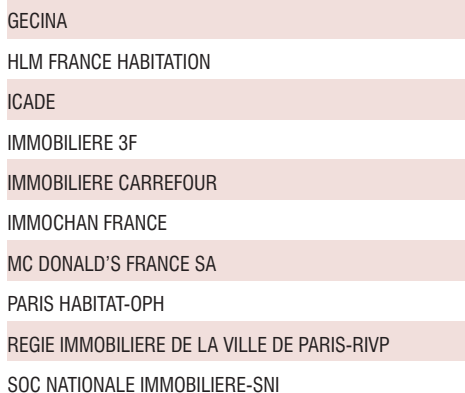 GECINA
HLM FRANCE HABITATION
ICADE
IMMOBILIERE 3F
IMMOBILIERE CARREFOUR
IMMOCHAN FRANCE
MC DONALD’S FRANCE SA
PARIS HABITAT-OPH
REGIE IMMOBILIERE DE LA VILLE DE PARIS-RIVP
SOC NATIONALE IMMOBILIERE-SNI